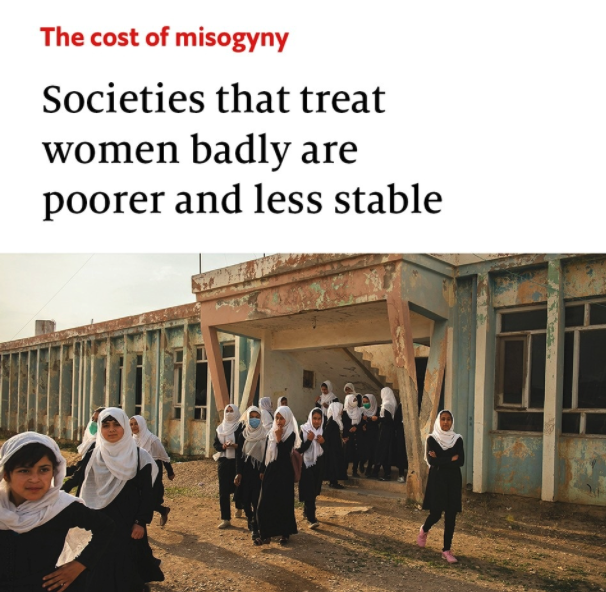 The cost of misogyny
Societies that treat
women badly are
poorer and less stable